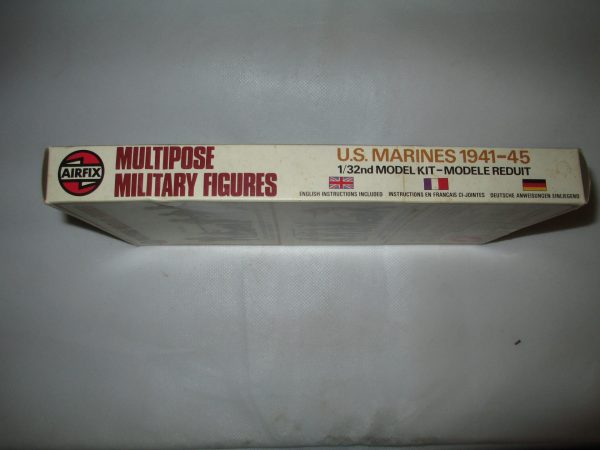 AIRFIX
MULTIPOSE
MILITARY FIGURES
U.S. MARINES 1941-45
1/32nd MODEL KIT-MODELE REDUIT
ENGLISH INSTRUCTIONS INCLUDED INSTRUCTIONS EN FRANCAIS CI-JOINTES DEUTSCHE ANWEISUNGEN EINLIEGEND